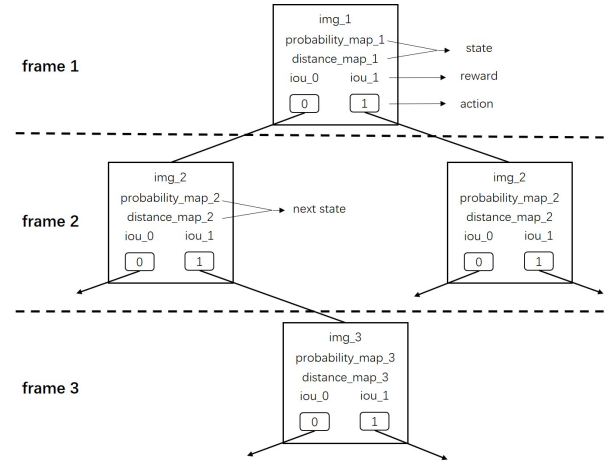 img_1
probability_map_1
state
distance_map_1
frame 1
iou_0 iou_1
reward
0 1
action
img_2
img_2
probability_map_2
probability_map_2
frame 2
distance_map_2
next state
distance_map_2
iou_0 iou_1
iou_0 iou_1
0 1
0 1
img_3
probability_map_3
distance_map_3
frame 3
iou_0 iou_1
0 1